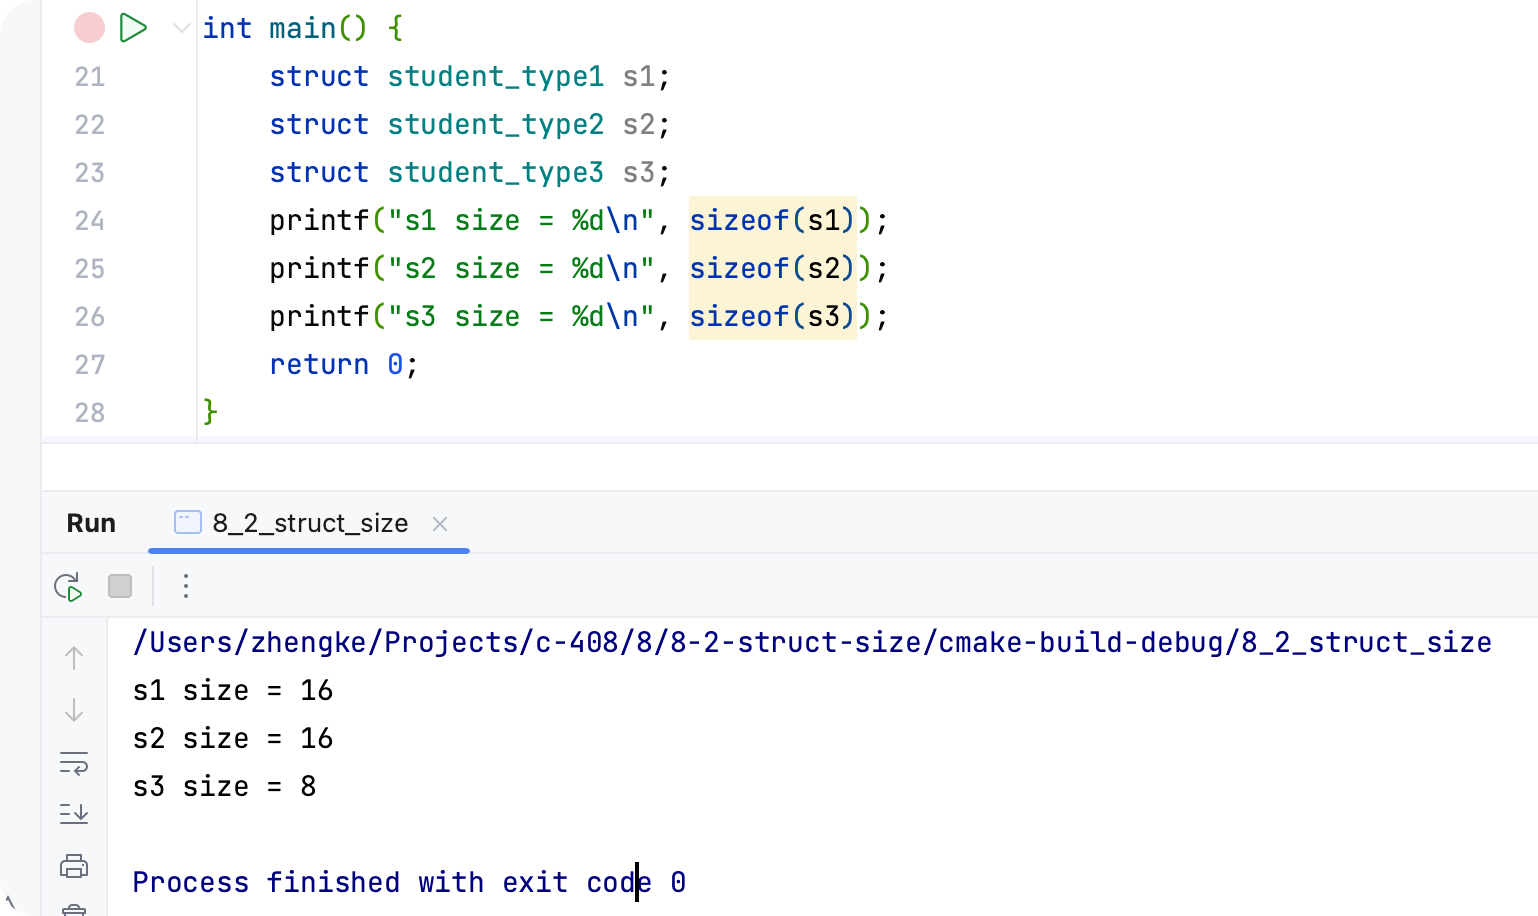 int main() {
21 struct student_type1 s1;
22 struct student_type2 s2;
23 struct student_type3 s3;
24 printf("s1 size = %d\n", sizeof(s1));
25 printf("s2 size = %d\n", sizeof(s2));
26 printf("s3 size = %d\n", sizeof(s3));
27 return 0;
28 }
Run 8_2_struct_size
/Users/zhengke/Projects/c-408/8/8-2-struct-size/cmake-build-debug/8_2_struct_size
s1 size = 16
s2 size = 16
s3 size = 8
Process finished with exit code 0